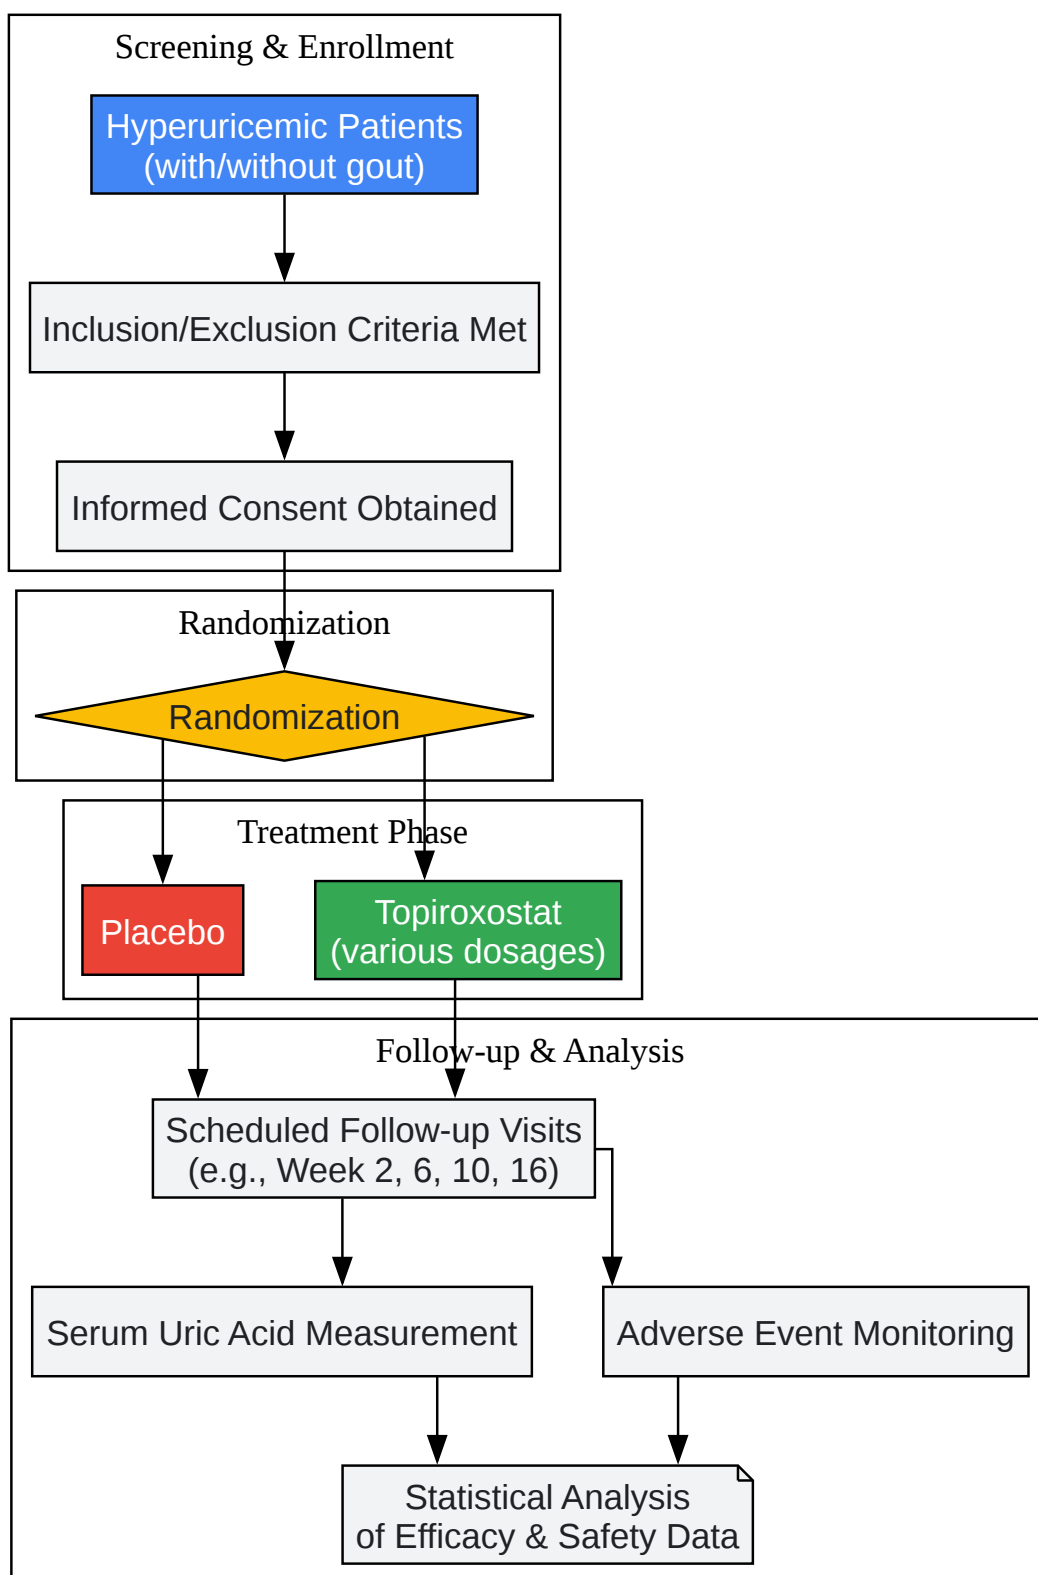 Screening & Enrollment
Hyperuricemic Patients
(with/without gout)
Inclusion/Exclusion Criteria Met
Informed Consent Obtained
Randomization
Randomization
Treatment Phase
Placebo
Topiroxostat
(various dosages)
Follow-up & Analysis
Scheduled Follow-up Visits
(e.g., Week 2, 6, 10, 16)
Serum Uric Acid Measurement
Adverse Event Monitoring
Statistical Analysis
of Efficacy & Safety Data